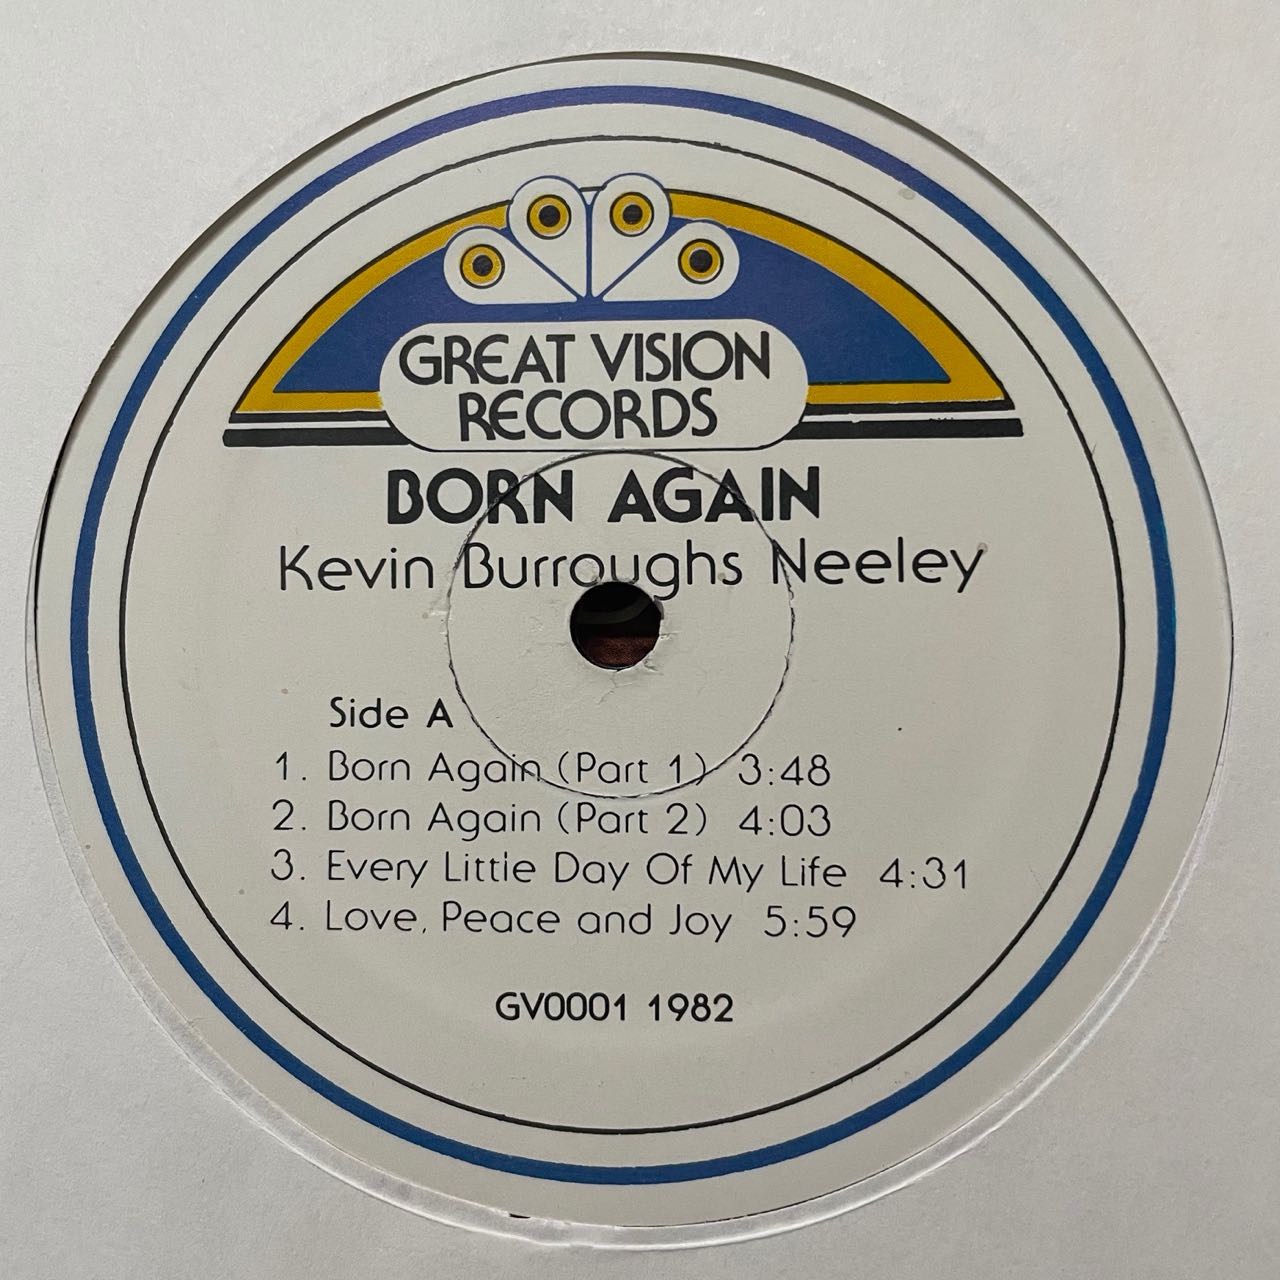 GREAT VISION
RECORDS
BORN AGAIN
Kevin Burroughs Neeley
Side A
1. Born Again (Part 1) 3:48
2. Born Again (Part 2) 4:03
3. Every Little Day Of My Life 4:31
4. Love, Peace and Joy 5:59
GV0001 1982